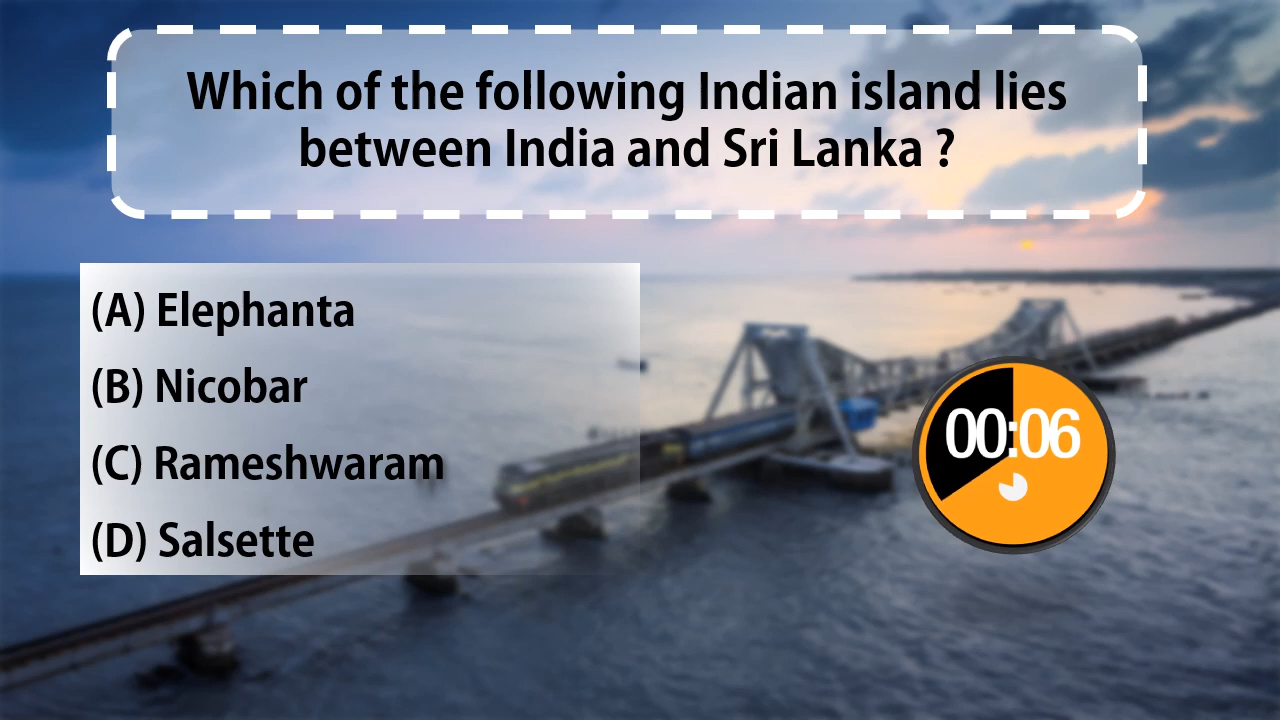 Which of the following Indian island lies
between India and Sri Lanka ?
(A) Elephanta
(B) Nicobar
(C) Rameshwaram
(D) Salsette
00:06